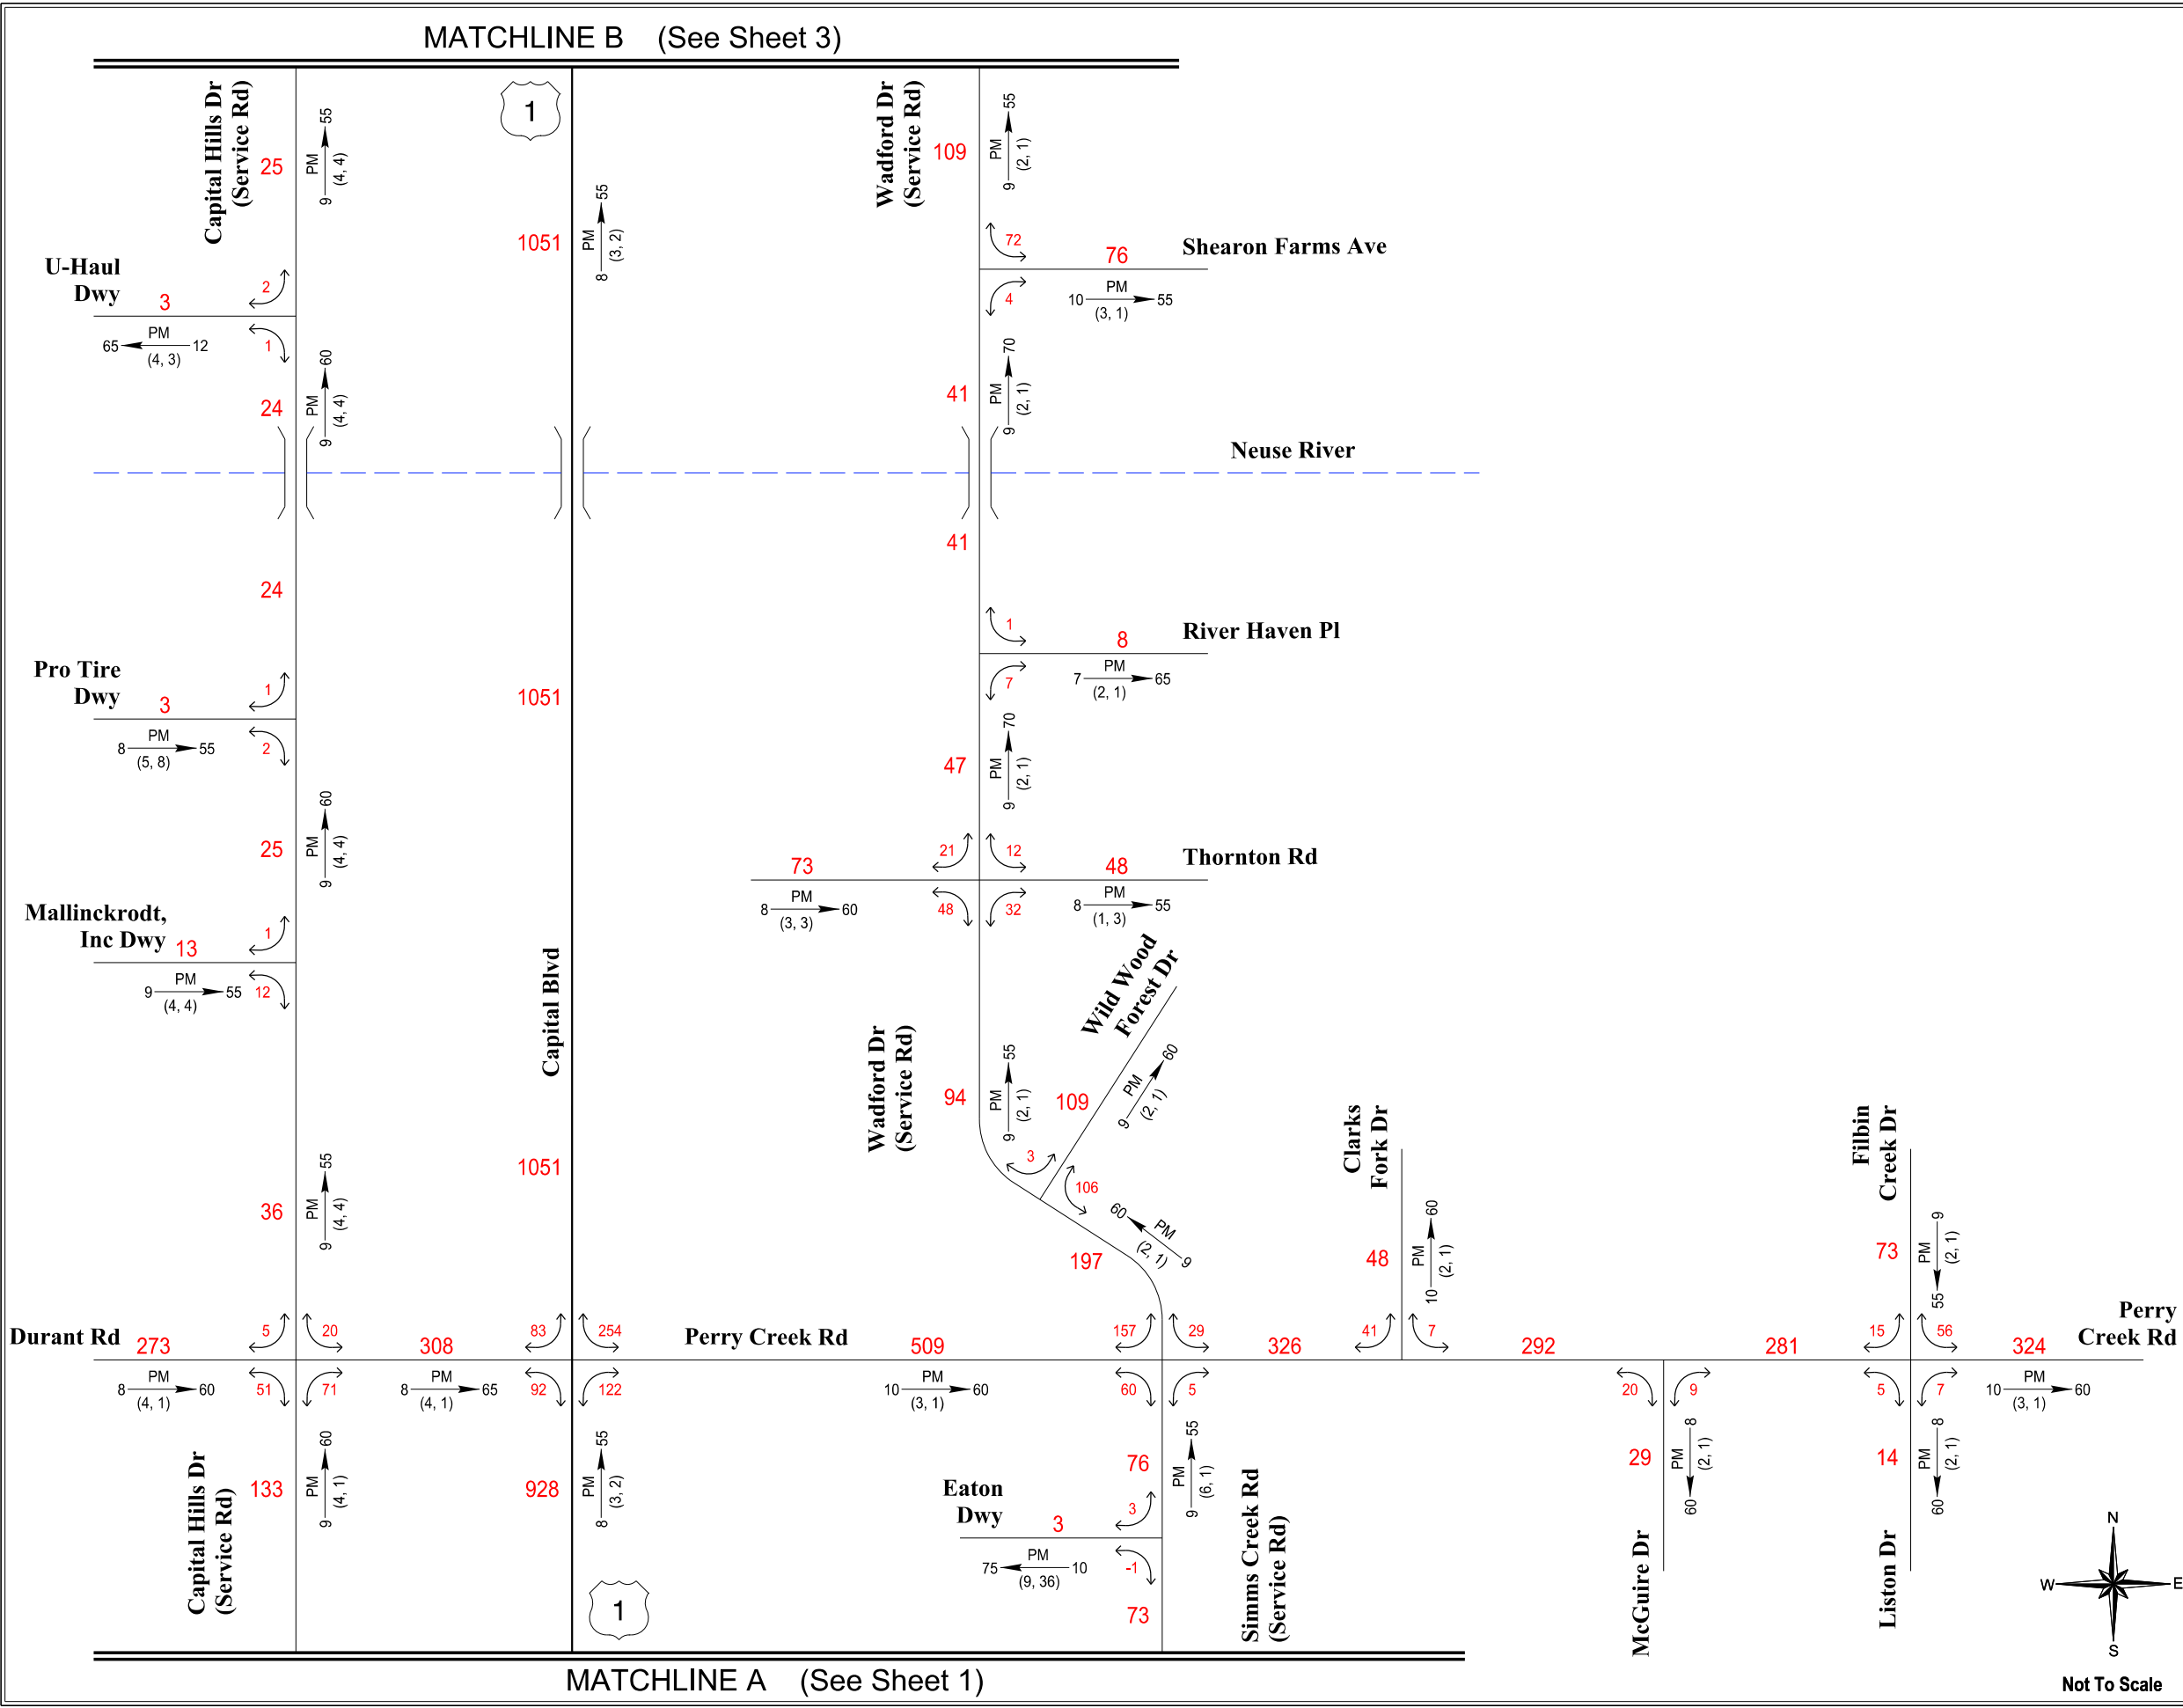 MATCHLINE B (See Sheet 3)
Capital Hills Dr
(Service Rd)
25
9 PM 55
(4, 4)
1
1051
8 PM 55
(3, 2)
Wadford Dr
(Service Rd)
109
9 PM 55
(2, 1)
72
76
Shearon Farms Ave
4
10 PM 55
(3, 1)
U-Haul
Dwy
3
2
65 PM 12
(4, 3)
1
24
9 PM 60
(4, 4)
41
9 PM 70
(2, 1)
Neuse River
24
41
1
8
River Haven Pl
7
7 PM 65
(2, 1)
Pro Tire
Dwy
3
1
8 PM 55
(5, 8)
2
1051
47
9 PM 70
(2, 1)
25
9 PM 60
(4, 4)
73
21
12
48
Thornton Rd
8 PM 60
(3, 3)
48
32
8 PM 55
(1, 3)
Mallinckrodt,
Inc Dwy
13
1
9 PM 55
(4, 4)
12
Capital Blvd
Wild Wood
Forest Dr
Wadford Dr
(Service Rd)
94
9 PM 55
(2, 1)
109
9 PM 60
(2, 1)
3
106
60 PM 9
(2, 1)
197
36
9 PM 55
(4, 4)
1051
Clarks
Fork Dr
48
10 PM 60
(2, 1)
Filbin
Creek Dr
73
55 PM 9
(2, 1)
Durant Rd
273
5
20
308
83
254
Perry Creek Rd
509
157
29
326
41
7
292
281
15
56
324
Perry
Creek Rd
8 PM 60
(4, 1)
51
71
8 PM 65
(4, 1)
92
122
10 PM 60
(3, 1)
60
5
20
9
5
7
10 PM 60
(3, 1)
Capital Hills Dr
(Service Rd)
133
9 PM 60
(4, 1)
928
8 PM 55
(3, 2)
1
76
9 PM 55
(6, 1)
Eaton
Dwy
3
3
75 PM 10
(9, 36)
-1
73
Simms Creek Rd
(Service Rd)
McGuire Dr
29
60 PM 8
(2, 1)
Liston Dr
14
60 PM 8
(2, 1)
N
W
E
S
Not To Scale
MATCHLINE A (See Sheet 1)